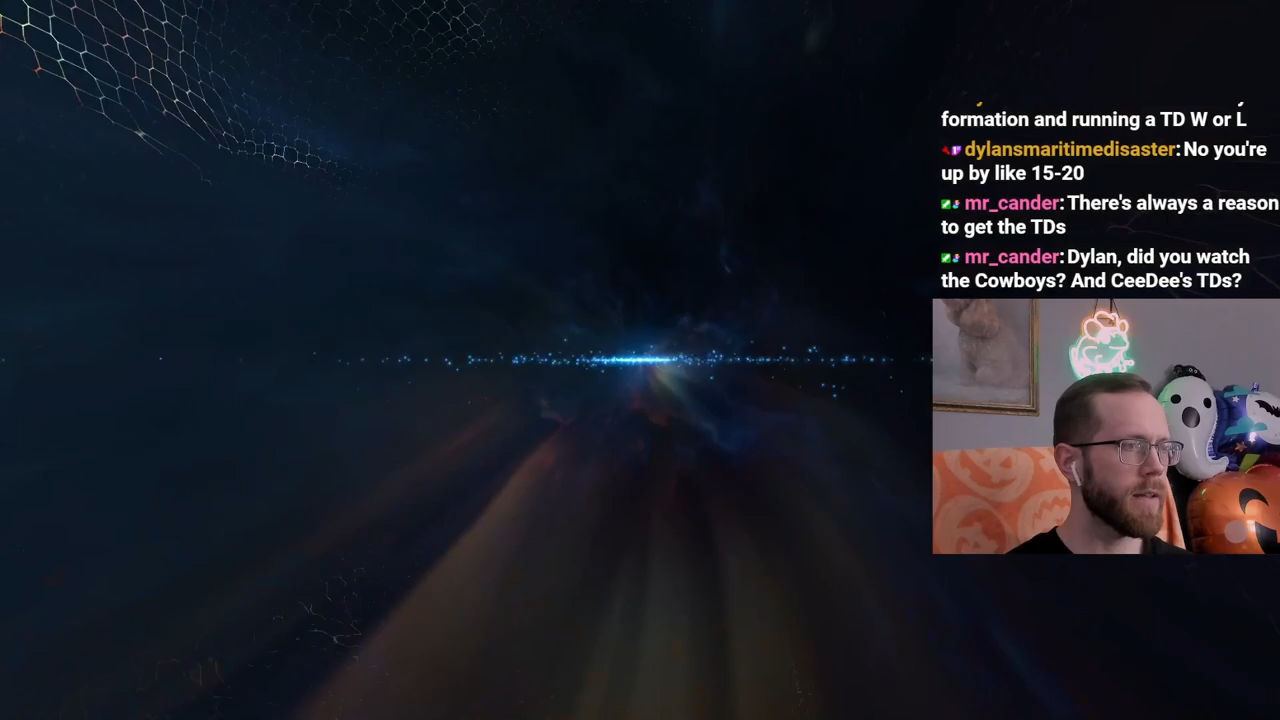 formation and running a TD W or L
dylansmaritimedisaster: No you're
up by like 15-20
mr_cander: There's always a reason
to get the TDs
mr_cander: Dylan, did you watch
the Cowboys? And CeeDee's TDs?